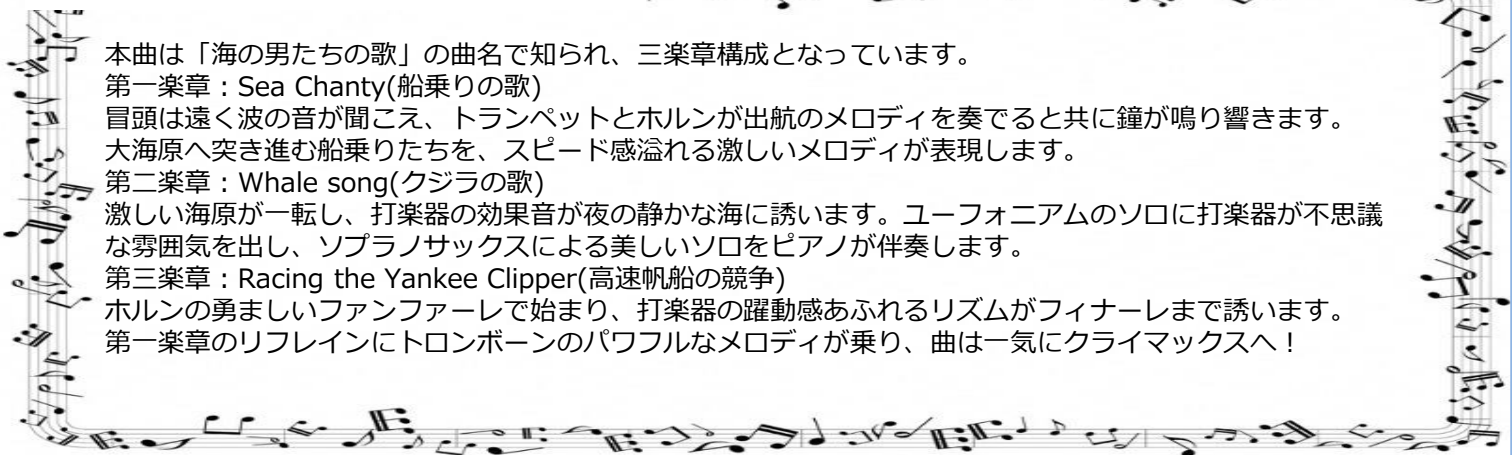 本曲は「海の男たちの歌」の曲名で知られ、三楽章構成となっています。
第一楽章：Sea Chanty(船乗りの歌)
冒頭は遠く波の音が聞こえ、トランペットとホルンが出航のメロディを奏でると共に鐘が鳴り響きます。
大海原へ突き進む船乗りたちを、スピード感溢れる激しいメロディが表現します。
第二楽章：Whale song(クジラの歌)
激しい海原が一転し、打楽器の効果音が夜の静かな海に誘います。ユーフォニアムのソロに打楽器が不思議
な雰囲気を出し、ソプラノサックスによる美しいソロをピアノが伴奏します。
第三楽章：Racing the Yankee Clipper(高速帆船の競争)
ホルンの勇ましいファンファーレで始まり、打楽器の躍動感あふれるリズムがフィナーレまで誘います。
第一楽章のリフレインにトロンボーンのパワフルなメロディが乗り、曲は一気にクライマックスへ！